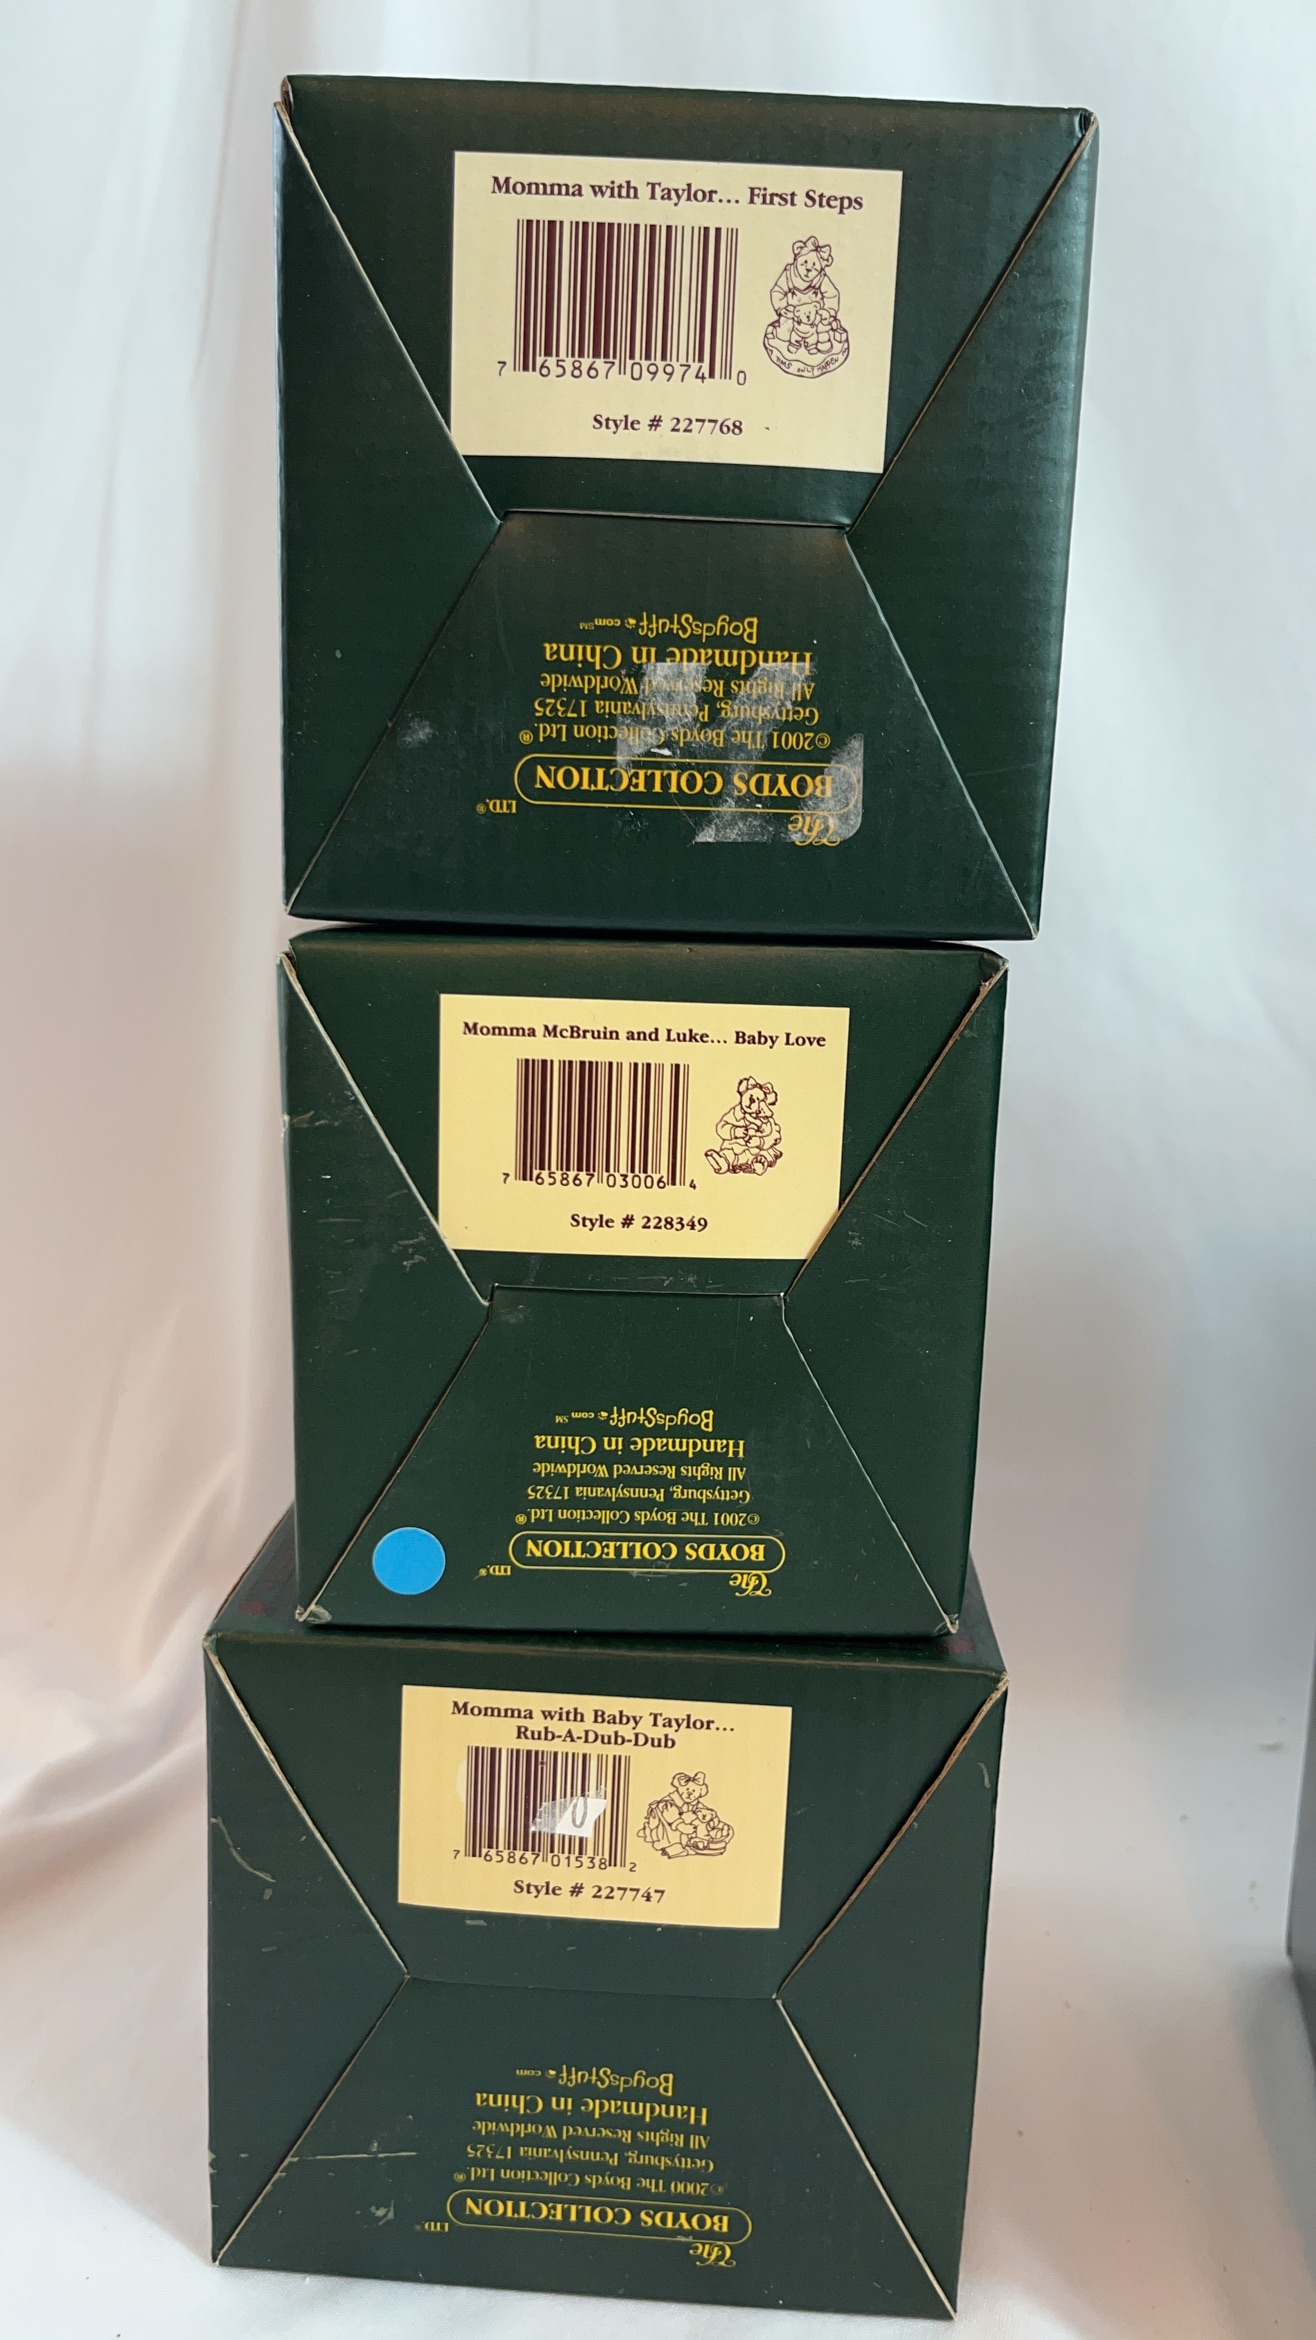 Momma with Taylor... First Steps
7 65867 09974 0
Style # 227768
The
BOYDS COLLECTION
LTD.®
©2001 The Boyds Collection Ltd.®
Gettysburg, Pennsylvania 17325
All Rights Reserved Worldwide
Handmade in China
BoydsStuff.com℠
Momma McBruin and Luke... Baby Love
7 65867 03006 4
Style # 228349
The
BOYDS COLLECTION
LTD.®
©2001 The Boyds Collection Ltd.®
Gettysburg, Pennsylvania 17325
All Rights Reserved Worldwide
Handmade in China
BoydsStuff.com℠
Momma with Baby Taylor...
Rub-A-Dub-Dub
0
7 65867 01538 2
Style # 227747
The
BOYDS COLLECTION
LTD.®
©2000 The Boyds Collection Ltd.®
Gettysburg, Pennsylvania 17325
All Rights Reserved Worldwide
Handmade in China
BoydsStuff.com